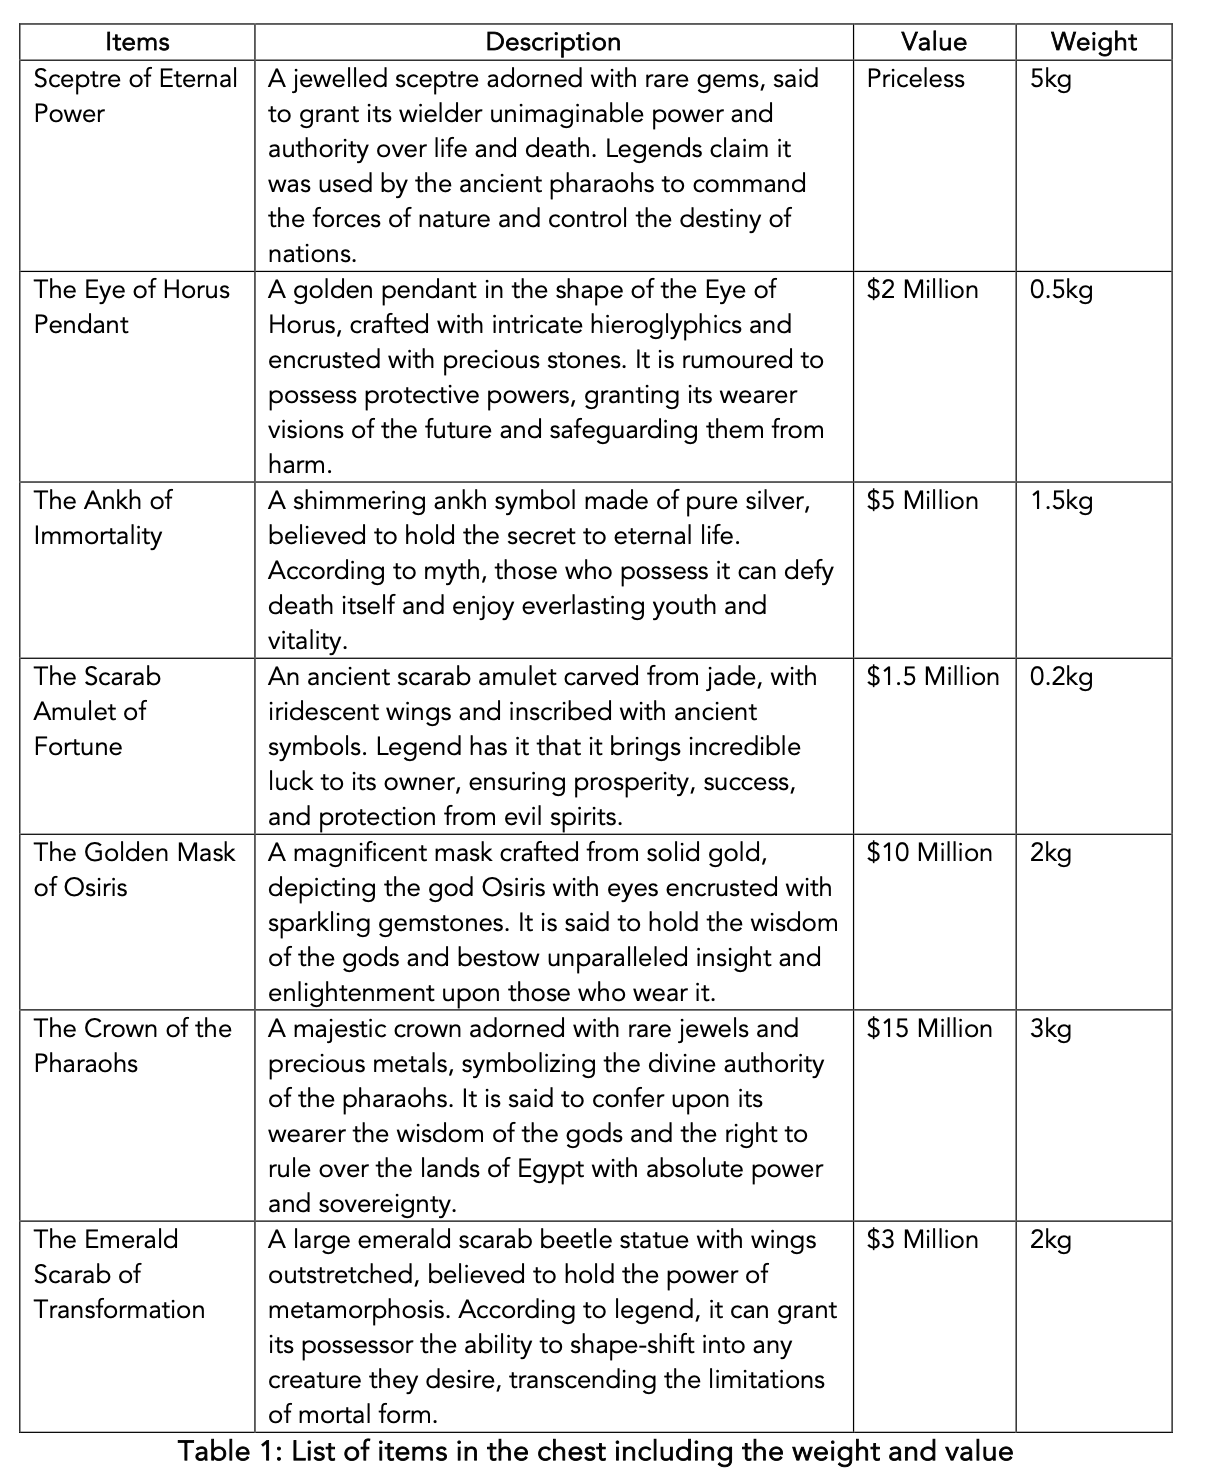 Items Description Value Weight
Sceptre of Eternal A jewelled sceptre adorned with rare gems, said Priceless 5kg
Power to grant its wielder unimaginable power and
authority over life and death. Legends claim it
was used by the ancient pharaohs to command
the forces of nature and control the destiny of
nations.
The Eye of Horus A golden pendant in the shape of the Eye of $2 Million 0.5kg
Pendant Horus, crafted with intricate hieroglyphics and
encrusted with precious stones. It is rumoured to
possess protective powers, granting its wearer
visions of the future and safeguarding them from
harm.
The Ankh of A shimmering ankh symbol made of pure silver, $5 Million 1.5kg
Immortality believed to hold the secret to eternal life.
According to myth, those who possess it can defy
death itself and enjoy everlasting youth and
vitality.
The Scarab An ancient scarab amulet carved from jade, with $1.5 Million 0.2kg
Amulet of iridescent wings and inscribed with ancient
Fortune symbols. Legend has it that it brings incredible
luck to its owner, ensuring prosperity, success,
and protection from evil spirits.
The Golden Mask A magnificent mask crafted from solid gold, $10 Million 2kg
of Osiris depicting the god Osiris with eyes encrusted with
sparkling gemstones. It is said to hold the wisdom
of the gods and bestow unparalleled insight and
enlightenment upon those who wear it.
The Crown of the A majestic crown adorned with rare jewels and $15 Million 3kg
Pharaohs precious metals, symbolizing the divine authority
of the pharaohs. It is said to confer upon its
wearer the wisdom of the gods and the right to
rule over the lands of Egypt with absolute power
and sovereignty.
The Emerald A large emerald scarab beetle statue with wings $3 Million 2kg
Scarab of outstretched, believed to hold the power of
Transformation metamorphosis. According to legend, it can grant
its possessor the ability to shape-shift into any
creature they desire, transcending the limitations
of mortal form.
Table 1: List of items in the chest including the weight and value